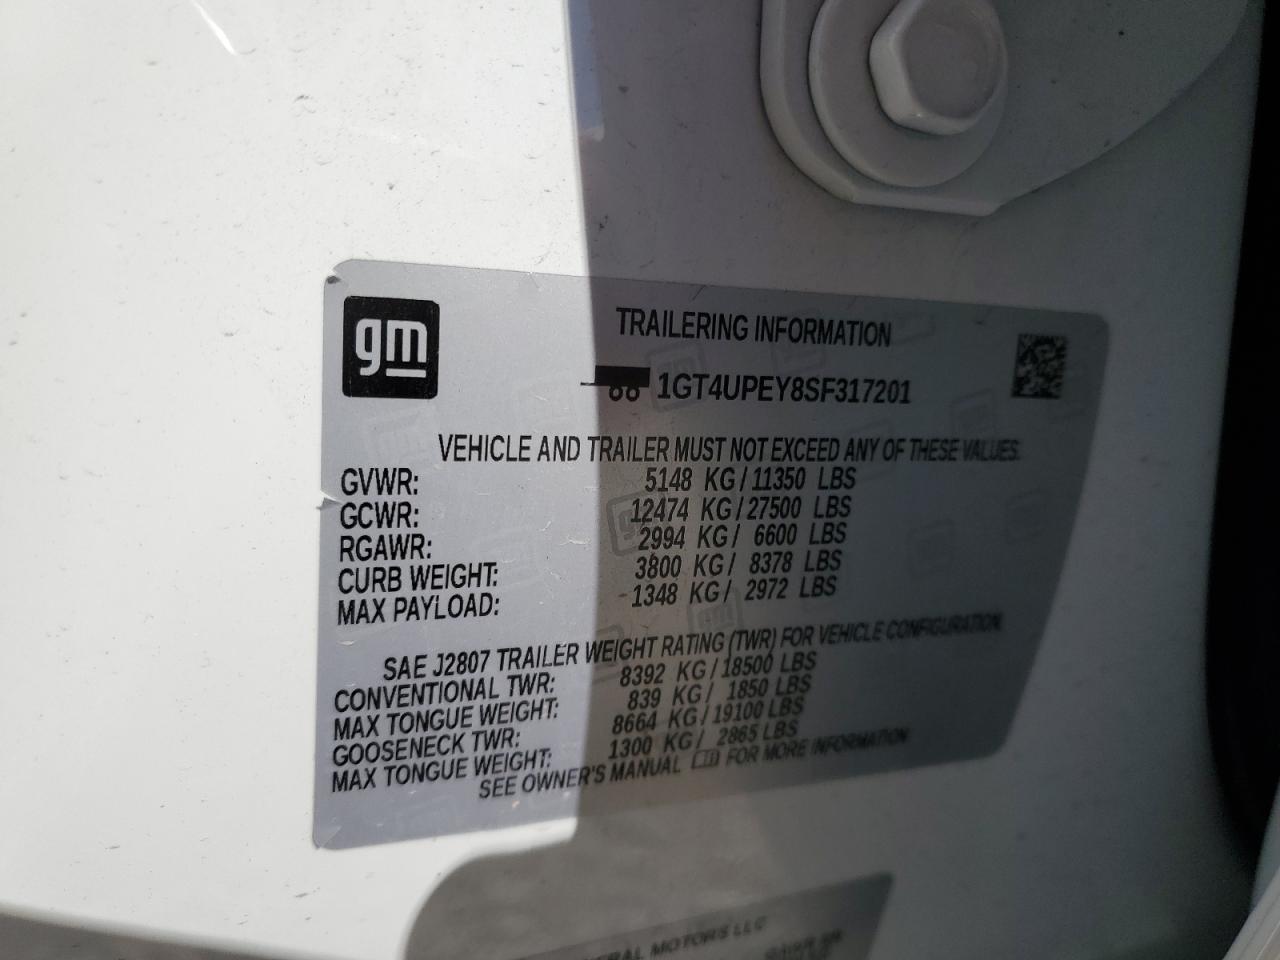 gm
TRAILERING INFORMATION
1GT4UPEY8SF317201
VEHICLE AND TRAILER MUST NOT EXCEED ANY OF THESE VALUES.
GVWR: 5148 KG/11350 LBS
GCWR: 12474 KG/27500 LBS
RGAWR: 2994 KG/ 6600 LBS
CURB WEIGHT: 3800 KG/ 8378 LBS
MAX PAYLOAD: 1348 KG/ 2972 LBS
SAE J2807 TRAILER WEIGHT RATING (TWR) FOR VEHICLE CONFIGURATION
CONVENTIONAL TWR: 8392 KG/18500 LBS
MAX TONGUE WEIGHT: 839 KG/ 1850 LBS
GOOSENECK TWR: 8664 KG/19100 LBS
MAX TONGUE WEIGHT: 1300 KG/ 2865 LBS
SEE OWNER'S MANUAL FOR MORE INFORMATION
MOTORS LLC